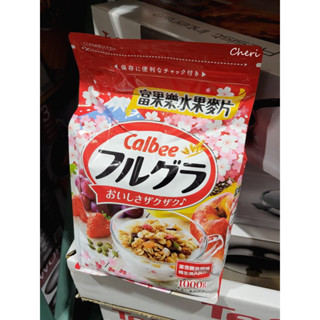 Cheri
保存に便利なチャック付き
富果樂水果麥片
Calbee
フルグラ
おいしさザクザク♪
1000g